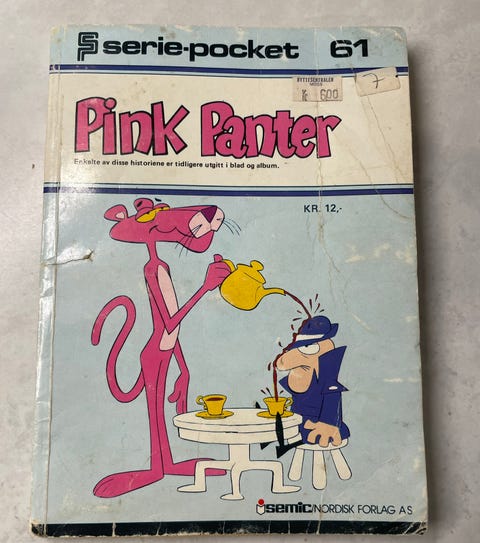 serie-pocket 61
BYTTESENTRALEN
Kr 600
7
Pink Panter
Enkelte av disse historiene er tidligere utgitt i blad og album.
KR. 12,-
semic/NORDISK FORLAG A.S